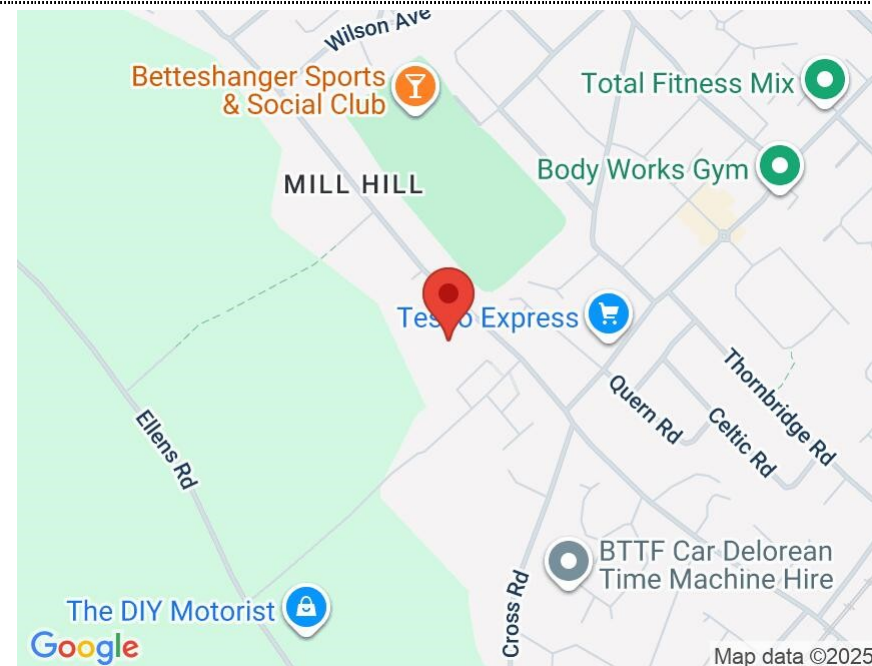 Wilson Ave
Betteshanger Sports
& Social Club
Total Fitness Mix
Body Works Gym
MILL HILL
Express
Thornbridge Rd
Quern Rd
Celtic Rd
Ellens Rd
BTTF Car Delorean
Time Machine Hire
Cross Rd
The DIY Motorist
Google
Map data ©2025